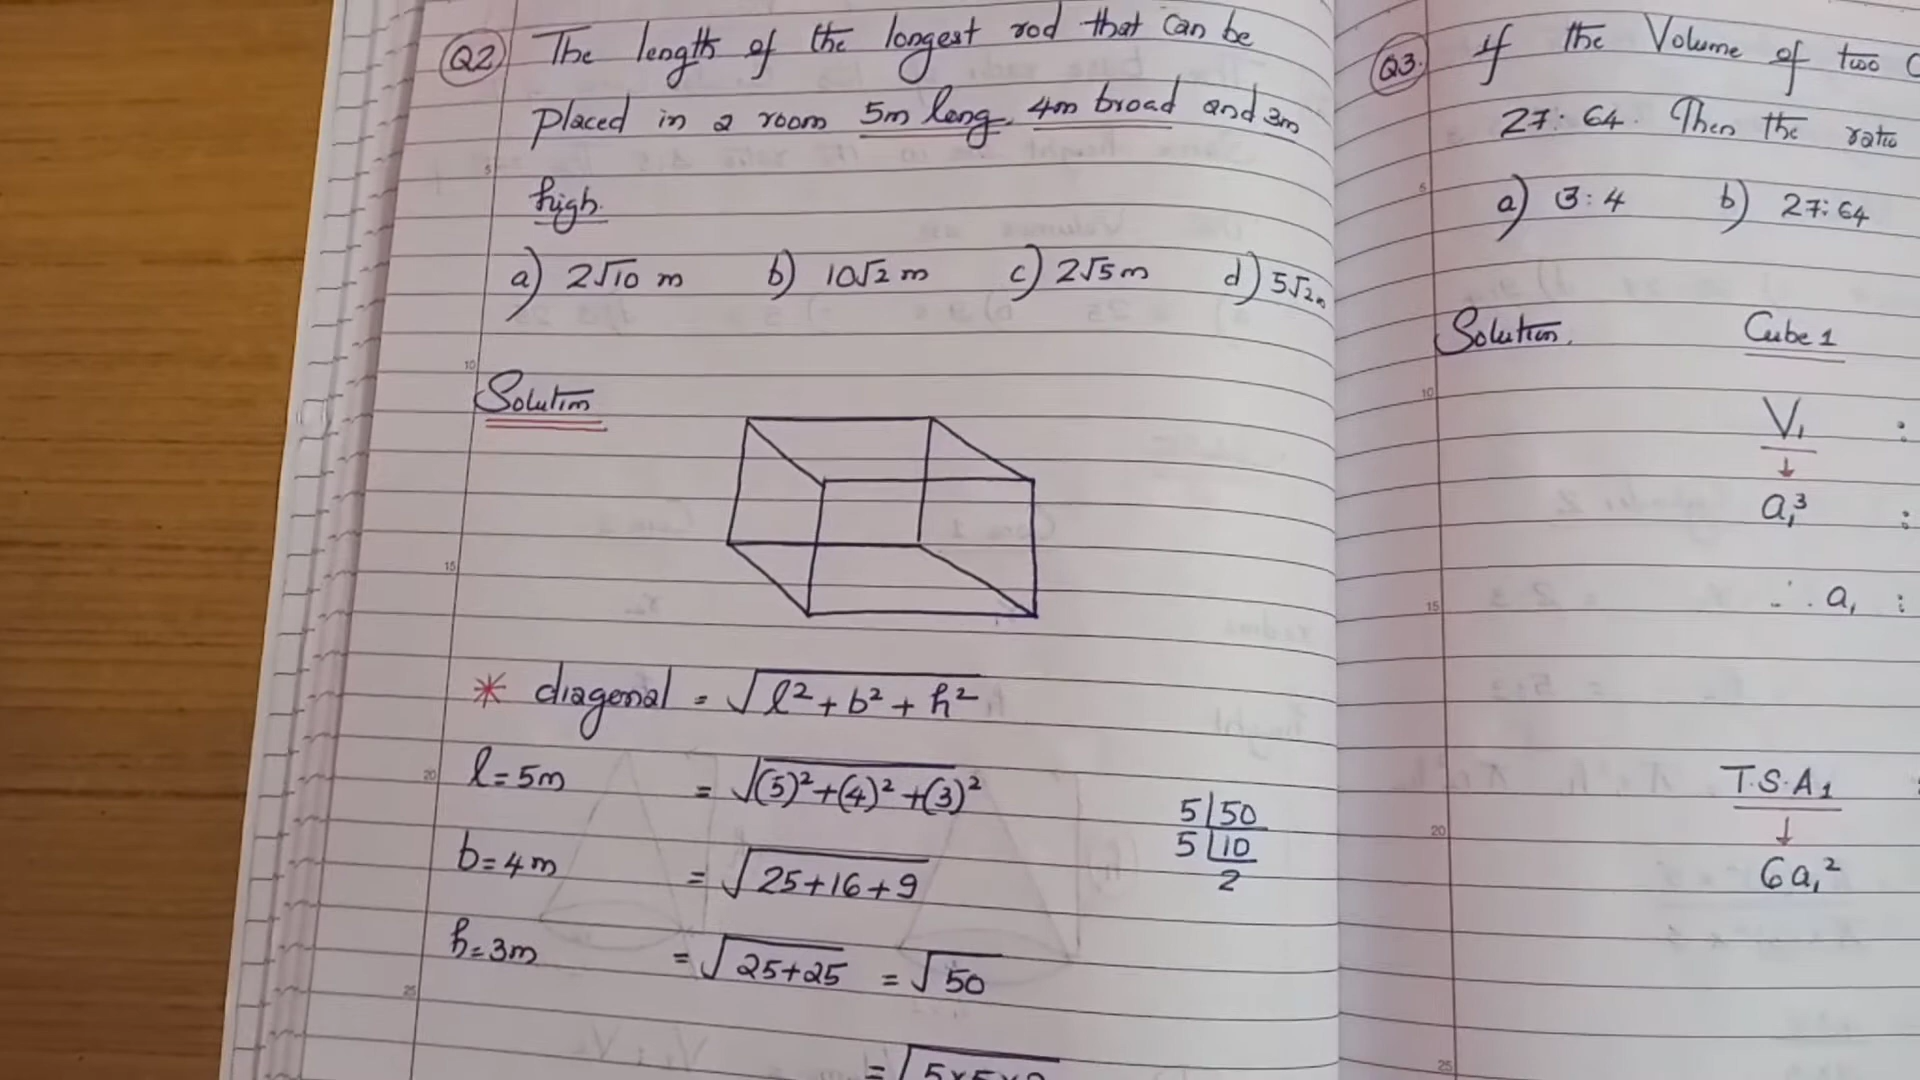 Q2 The length of the longest rod that can be
placed in a room 5m long, 4m broad and 3m
high.
a) 2√10 m b) 10√2 m c) 2√5 m d) 5√2m
Solution
* diagonal = √l²+b²+h²
l=5m = √(5)²+(4)²+(3)²
b=4m = √25+16+9
h=3m = √25+25 = √50
5|50
5|10
2
Q3. If the Volume of two
27:64. Then the ratio
a) 3:4 b) 27:64
Solution. Cube 1
V₁ :
↓
a₁³ :
∴ a₁ :
T.S.A₁
↓
6a₁²